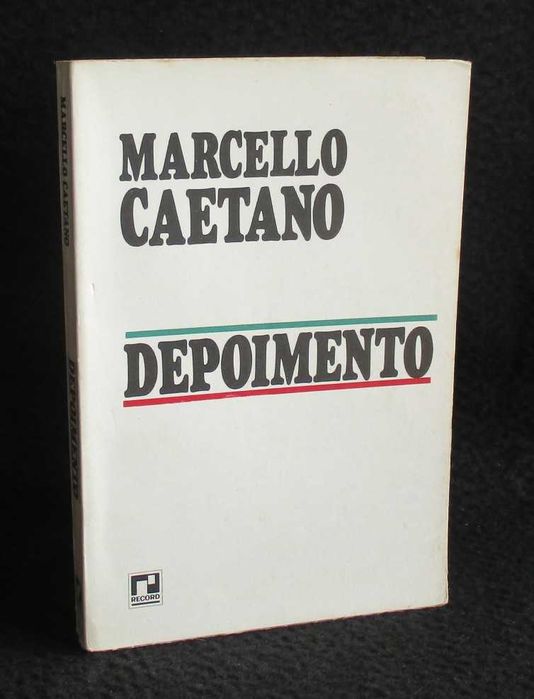 MARCELLO
CAETANO
DEPOIMENTO
RECORD
MARCELLO CAETANO
DEPOIMENTO